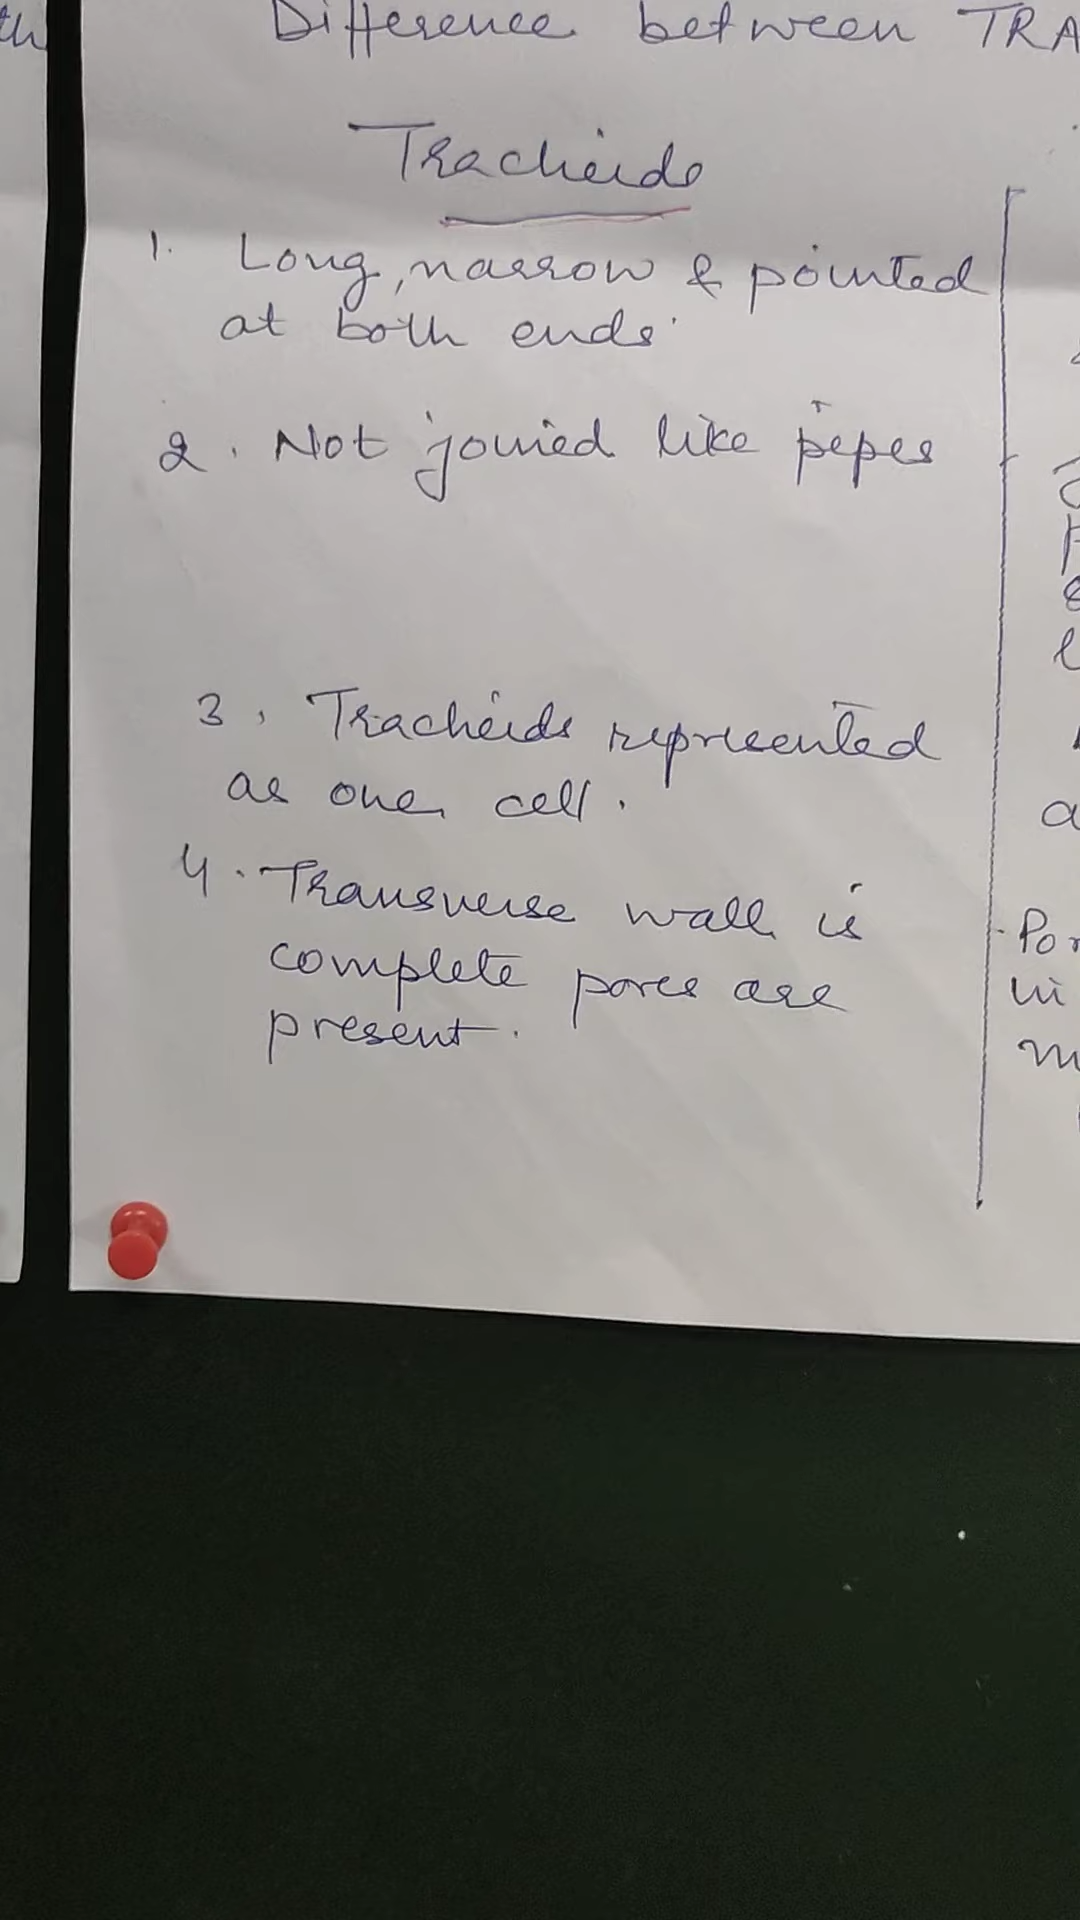 Difference between TRA
Tracheids
1. Long, narrow & pointed
at both ends.
2. Not joined like pipes
3. Tracheids represented
as one cell.
4. Transverse wall is
complete pores are
present.